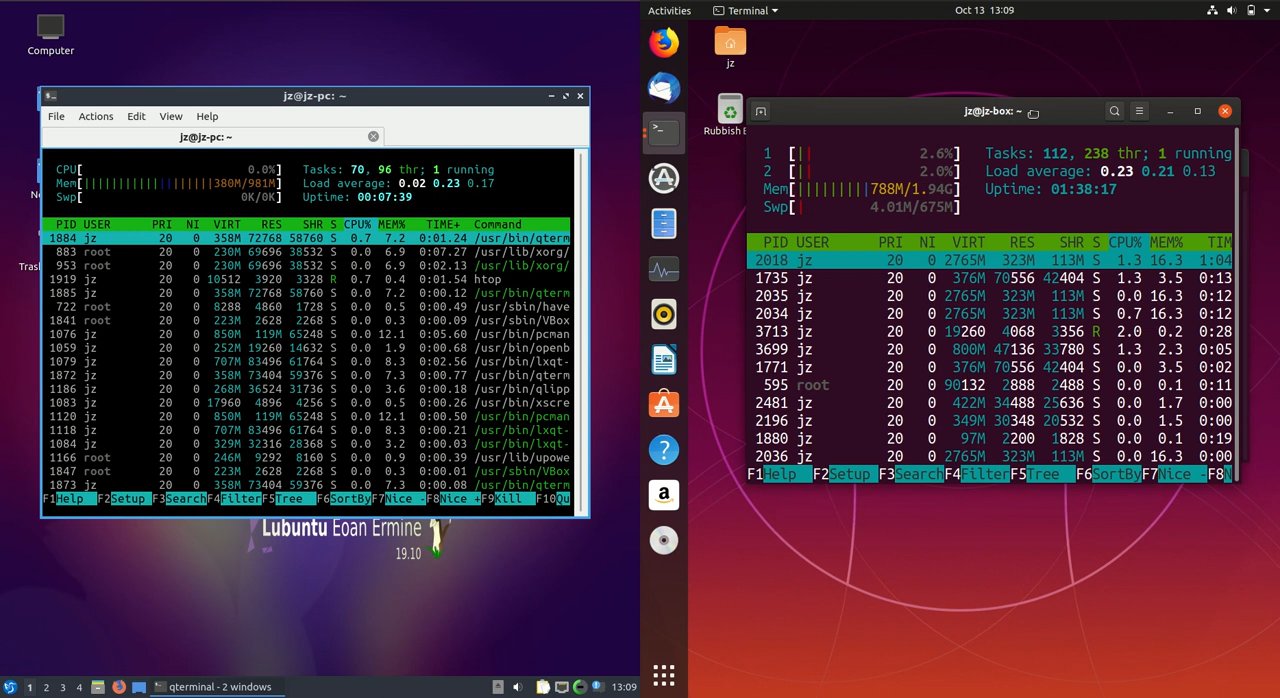 Computer
jz@jz-pc: ~
File Actions Edit View Help
jz@jz-pc: ~
CPU[ 0.0%] Tasks: 70, 96 thr; 1 running
Mem[||||||||||||||||||||380M/981M] Load average: 0.02 0.23 0.17
Swp[ 0K/0K] Uptime: 00:07:39
PID USER PRI NI VIRT RES SHR S CPU% MEM% TIME+ Command
1884 jz 20 0 358M 72768 58760 S 0.7 7.2 0:01.24 /usr/bin/qterm
883 root 20 0 230M 69696 38532 S 0.0 6.9 0:07.27 /usr/lib/xorg/
953 root 20 0 230M 69696 38532 S 0.0 6.9 0:02.13 /usr/lib/xorg/
1919 jz 20 0 10512 3920 3328 R 0.7 0.4 0:01.54 htop
1885 jz 20 0 358M 72768 58760 S 0.0 7.2 0:00.12 /usr/bin/qterm
722 root 20 0 8288 4860 1728 S 0.0 0.5 0:00.49 /usr/sbin/have
1841 root 20 0 223M 2628 2268 S 0.0 0.3 0:00.09 /usr/sbin/VBox
1076 jz 20 0 850M 119M 65248 S 0.0 12.1 0:05.60 /usr/bin/pcman
1059 jz 20 0 252M 19260 14632 S 0.0 1.9 0:00.68 /usr/bin/openb
1079 jz 20 0 707M 83496 61764 S 0.0 8.3 0:02.56 /usr/bin/lxqt-
1872 jz 20 0 358M 73404 59376 S 0.0 7.3 0:00.77 /usr/bin/qterm
1186 jz 20 0 268M 36524 31736 S 0.0 3.6 0:00.18 /usr/bin/qlipp
1083 jz 20 0 17960 4896 4256 S 0.0 0.5 0:00.26 /usr/bin/xscre
1120 jz 20 0 850M 119M 65248 S 0.0 12.1 0:00.50 /usr/bin/pcman
1118 jz 20 0 707M 83496 61764 S 0.0 8.3 0:00.21 /usr/bin/lxqt-
1084 jz 20 0 329M 32316 28368 S 0.0 3.2 0:00.03 /usr/bin/lxqt-
1166 root 20 0 246M 9292 8160 S 0.0 0.9 0:00.39 /usr/lib/upowe
1847 root 20 0 223M 2628 2268 S 0.0 0.3 0:00.01 /usr/sbin/VBox
1873 jz 20 0 358M 73404 59376 S 0.0 7.3 0:00.08 /usr/bin/qterm
F1Help F2Setup F3SearchF4FilterF5Tree F6SortByF7Nice -F8Nice +F9Kill F10Qu
Lubuntu Eoan Ermine
19.10
1 2 3 4 qterminal - 2 windows 13:09
Activities Terminal Oct 13 13:09
jz
Rubbish
jz@jz-box: ~
1 [|| 2.6%] Tasks: 112, 238 thr; 1 running
2 [|| 2.0%] Load average: 0.23 0.21 0.13
Mem[|||||||||788M/1.94G] Uptime: 01:38:17
Swp[| 4.01M/675M]
PID USER PRI NI VIRT RES SHR S CPU% MEM% TIM
2018 jz 20 0 2765M 323M 113M S 1.3 16.3 1:04
1735 jz 20 0 376M 70556 42404 S 1.3 3.5 0:13
2035 jz 20 0 2765M 323M 113M S 0.0 16.3 0:12
2034 jz 20 0 2765M 323M 113M S 0.7 16.3 0:12
3713 jz 20 0 19260 4068 3356 R 2.0 0.2 0:28
3699 jz 20 0 800M 47136 33780 S 1.3 2.3 0:05
1771 jz 20 0 376M 70556 42404 S 0.0 3.5 0:02
595 root 20 0 90132 2888 2488 S 0.0 0.1 0:11
2481 jz 20 0 422M 34488 25636 S 0.0 1.7 0:00
2196 jz 20 0 349M 30348 20532 S 0.0 1.5 0:00
1880 jz 20 0 97M 2200 1828 S 0.0 0.1 0:19
2036 jz 20 0 2765M 323M 113M S 0.0 16.3 0:00
F1Help F2Setup F3SearchF4FilterF5Tree F6SortByF7Nice -F8N